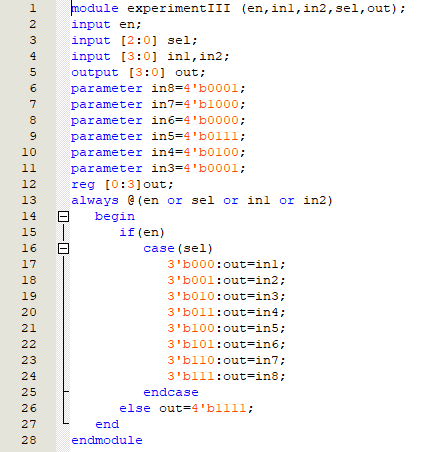 1 module experimentIII (en,in1,in2,sel,out);
2 input en;
3 input [2:0] sel;
4 input [3:0] in1,in2;
5 output [3:0] out;
6 parameter in8=4'b0001;
7 parameter in7=4'b1000;
8 parameter in6=4'b0000;
9 parameter in5=4'b0111;
10 parameter in4=4'b0100;
11 parameter in3=4'b0001;
12 reg [0:3]out;
13 always @(en or sel or in1 or in2)
14 begin
15 if(en)
16 case(sel)
17 3'b000:out=in1;
18 3'b001:out=in2;
19 3'b010:out=in3;
20 3'b011:out=in4;
21 3'b100:out=in5;
22 3'b101:out=in6;
23 3'b110:out=in7;
24 3'b111:out=in8;
25 endcase
26 else out=4'b1111;
27 end
28 endmodule